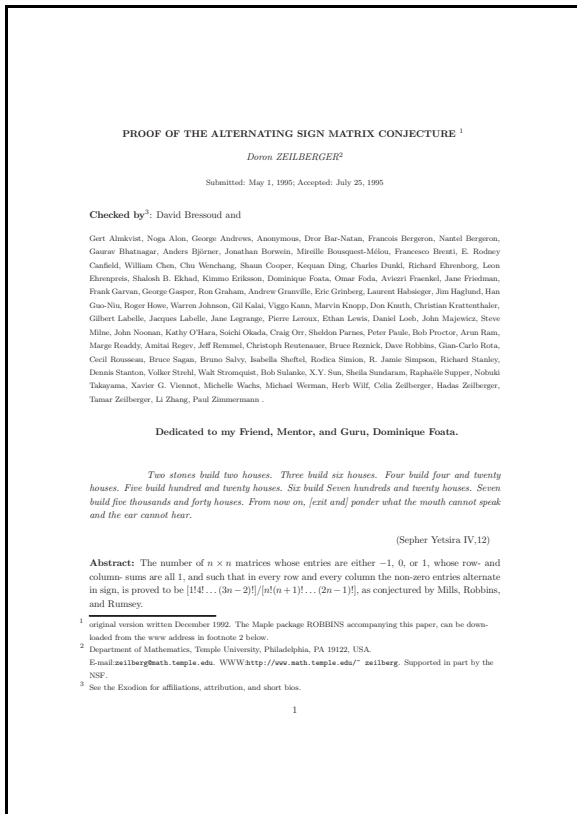 PROOF OF THE ALTERNATING SIGN MATRIX CONJECTURE 1
Doron ZEILBERGER2
Submitted: May 1, 1995; Accepted: July 25, 1995
Checked by3: David Bressoud and
Gert Almkvist, Noga Alon, George Andrews, Anonymous, Dror Bar-Natan, Francois Bergeron, Nantel Bergeron,
Gaurav Bhatnagar, Anders Björner, Jonathan Borwein, Mireille Bousquest-Mélou, Francesco Brenti, E. Rodney
Canfield, William Chen, Chu Wenchang, Shaun Cooper, Kequan Ding, Charles Dunkl, Richard Ehrenborg, Leon
Ehrenpreis, Shalosh B. Ekhad, Kimmo Eriksson, Dominique Foata, Omar Foda, Aviezri Fraenkel, Jane Friedman,
Frank Garvan, George Gasper, Ron Graham, Andrew Granville, Eric Grinberg, Laurent Habsieger, Jim Haglund, Han
Guo-Niu, Roger Howe, Warren Johnson, Gil Kalai, Viggo Kann, Marvin Knopp, Don Knuth, Christian Krattenthaler,
Gilbert Labelle, Jacques Labelle, Jane Legrange, Pierre Leroux, Ethan Lewis, Daniel Loeb, John Majewicz, Steve
Milne, John Noonan, Kathy O'Hara, Soichi Okada, Craig Orr, Sheldon Parnes, Peter Paule, Bob Proctor, Arun Ram,
Marge Readdy, Amitai Regev, Jeff Remmel, Christoph Reutenauer, Bruce Reznick, Dave Robbins, Gian-Carlo Rota,
Cecil Rousseau, Bruce Sagan, Bruno Salvy, Isabella Sheftel, Rodica Simion, R. Jamie Simpson, Richard Stanley,
Dennis Stanton, Volker Strehl, Walt Stromquist, Bob Sulanke, X.Y. Sun, Sheila Sundaram, Raphaële Supper, Nobuki
Takayama, Xavier G. Viennot, Michelle Wachs, Michael Werman, Herb Wilf, Celia Zeilberger, Hadas Zeilberger,
Tamar Zeilberger, Li Zhang, Paul Zimmermann .
Dedicated to my Friend, Mentor, and Guru, Dominique Foata.
Two stones build two houses. Three build six houses. Four build four and twenty
houses. Five build hundred and twenty houses. Six build Seven hundreds and twenty houses. Seven
build five thousands and forty houses. From now on, [exit and] ponder what the mouth cannot speak
and the ear cannot hear.
(Sepher Yetsira IV,12)
Abstract: The number of n × n matrices whose entries are either −1, 0, or 1, whose row- and
column- sums are all 1, and such that in every row and every column the non-zero entries alternate
in sign, is proved to be [1!4! . . . (3n − 2)!]/[n!(n + 1)! . . . (2n − 1)!], as conjectured by Mills, Robbins,
and Rumsey.
1 original version written December 1992. The Maple package ROBBINS accompanying this paper, can be down-
loaded from the www address in footnote 2 below.
2 Department of Mathematics, Temple University, Philadelphia, PA 19122, USA.
E-mail:zeilberg@math.temple.edu. WWW:http://www.math.temple.edu/~ zeilberg. Supported in part by the
NSF.
3 See the Exodion for affiliations, attribution, and short bios.
1